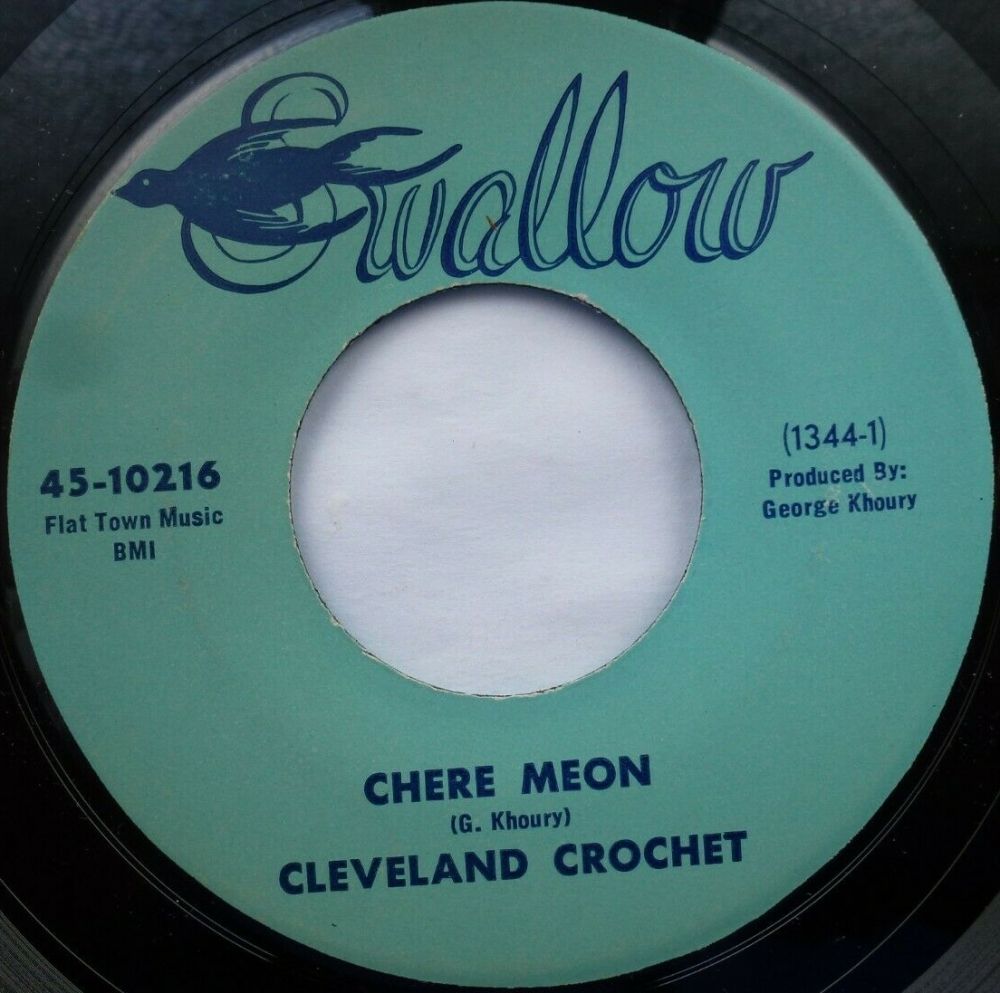 Swallow
45-10216
Flat Town Music
BMI
(1344-1)
Produced By:
George Khoury
CHERE MEON
(G. Khoury)
CLEVELAND CROCHET